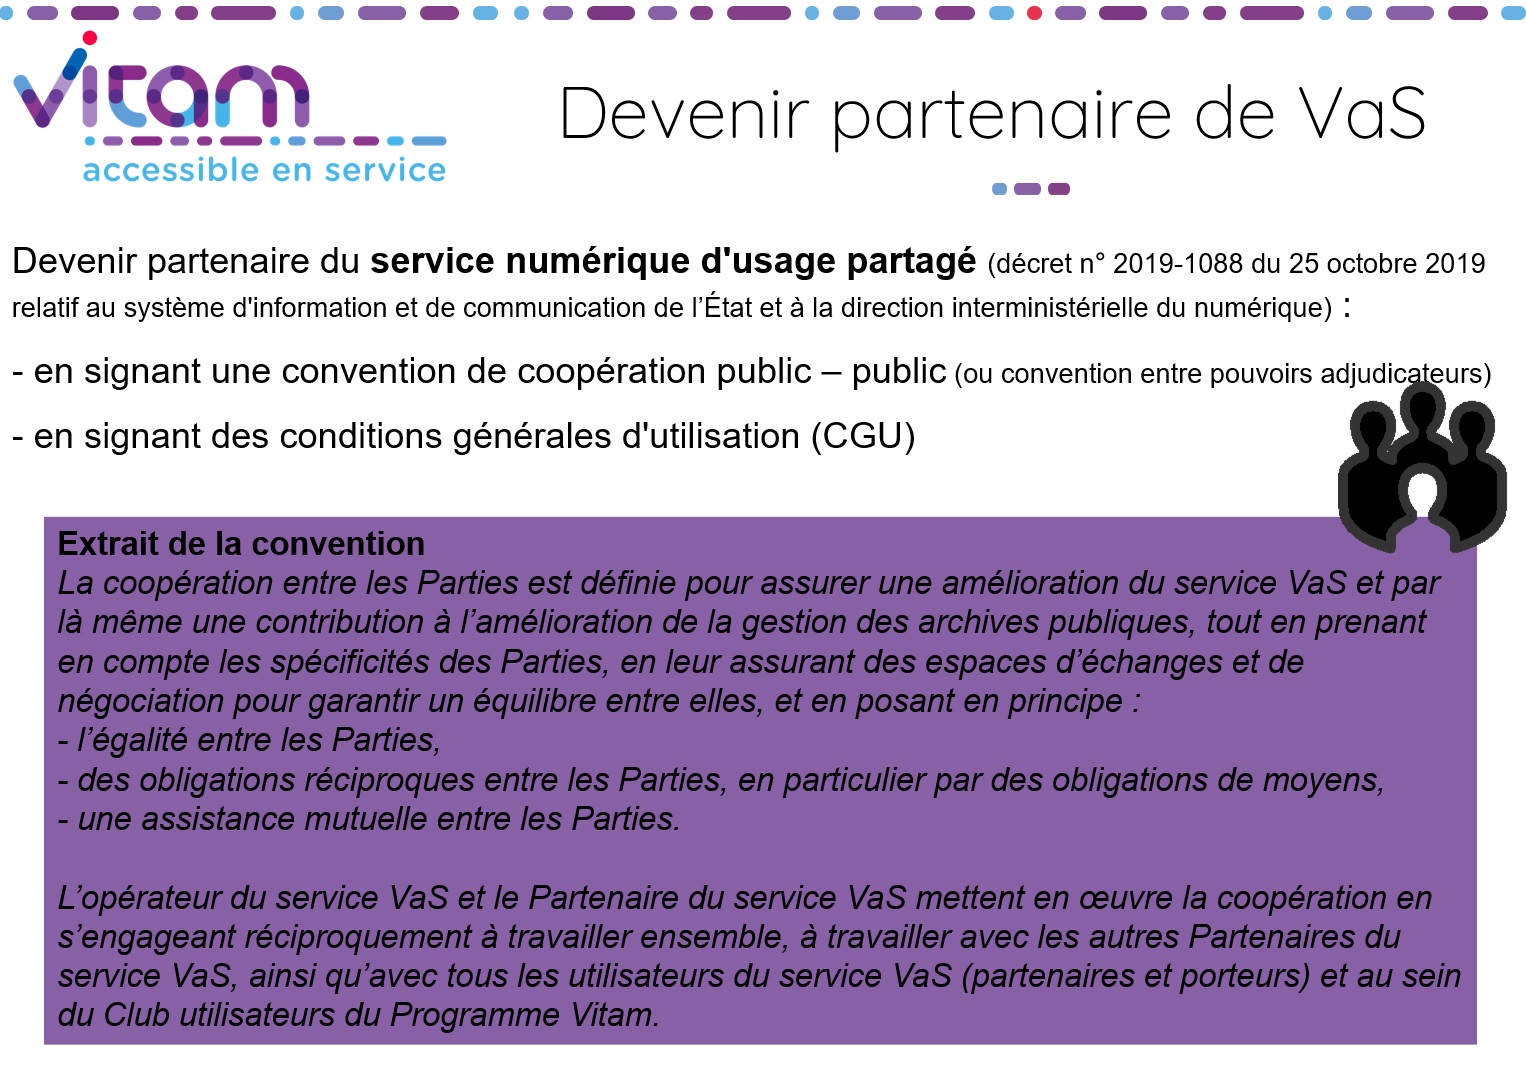 vitam
accessible en service
Devenir partenaire de VaS
Devenir partenaire du service numérique d'usage partagé (décret n° 2019-1088 du 25 octobre 2019
relatif au système d'information et de communication de l’État et à la direction interministérielle du numérique) :
- en signant une convention de coopération public – public (ou convention entre pouvoirs adjudicateurs)
- en signant des conditions générales d'utilisation (CGU)
Extrait de la convention
La coopération entre les Parties est définie pour assurer une amélioration du service VaS et par
là même une contribution à l’amélioration de la gestion des archives publiques, tout en prenant
en compte les spécificités des Parties, en leur assurant des espaces d’échanges et de
négociation pour garantir un équilibre entre elles, et en posant en principe :
- l’égalité entre les Parties,
- des obligations réciproques entre les Parties, en particulier par des obligations de moyens,
- une assistance mutuelle entre les Parties.
L’opérateur du service VaS et le Partenaire du service VaS mettent en œuvre la coopération en
s’engageant réciproquement à travailler ensemble, à travailler avec les autres Partenaires du
service VaS, ainsi qu’avec tous les utilisateurs du service VaS (partenaires et porteurs) et au sein
du Club utilisateurs du Programme Vitam.